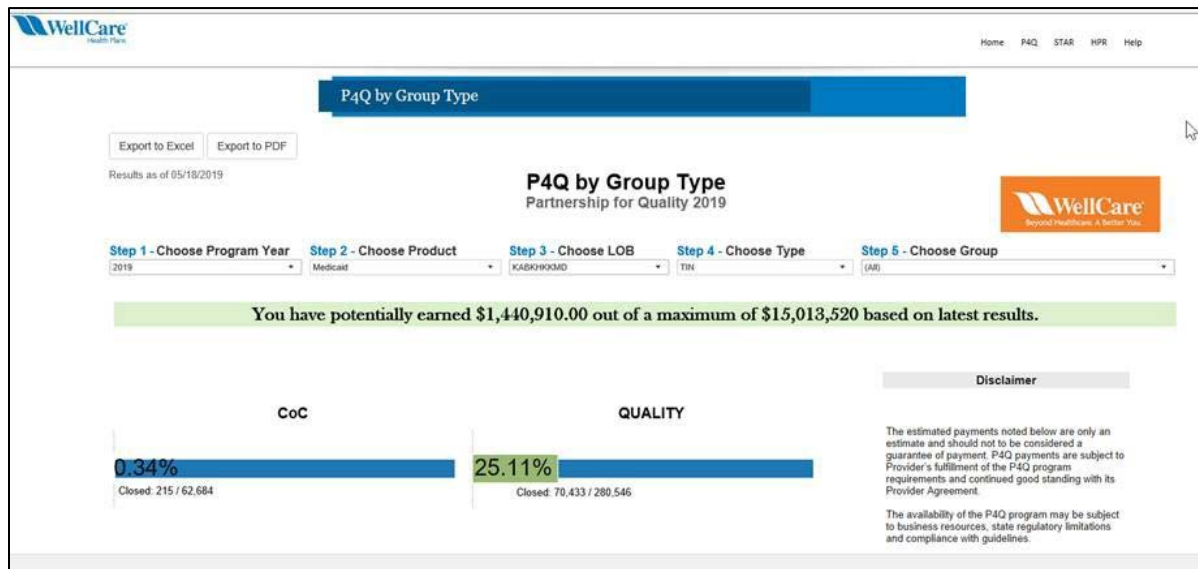 WellCare
Health Plans
Home P4Q STAR HPR Help
P4Q by Group Type
Export to Excel Export to PDF
Results as of 05/18/2019
P4Q by Group Type
Partnership for Quality 2019
WellCare
Beyond Healthcare. A Better You.
Step 1 - Choose Program Year Step 2 - Choose Product Step 3 - Choose LOB Step 4 - Choose Type Step 5 - Choose Group
2019 Medicaid KABKHKKMD TIN (All)
You have potentially earned $1,440,910.00 out of a maximum of $15,013,520 based on latest results.
Disclaimer
CoC QUALITY
The estimated payments noted below are only an
estimate and should not to be considered a
guarantee of payment. P4Q payments are subject to
Provider's fulfillment of the P4Q program
requirements and continued good standing with its
Provider Agreement.
0.34% 25.11%
Closed: 215 / 62,684 Closed: 70,433 / 280,546
The availability of the P4Q program may be subject
to business resources, state regulatory limitations
and compliance with guidelines.